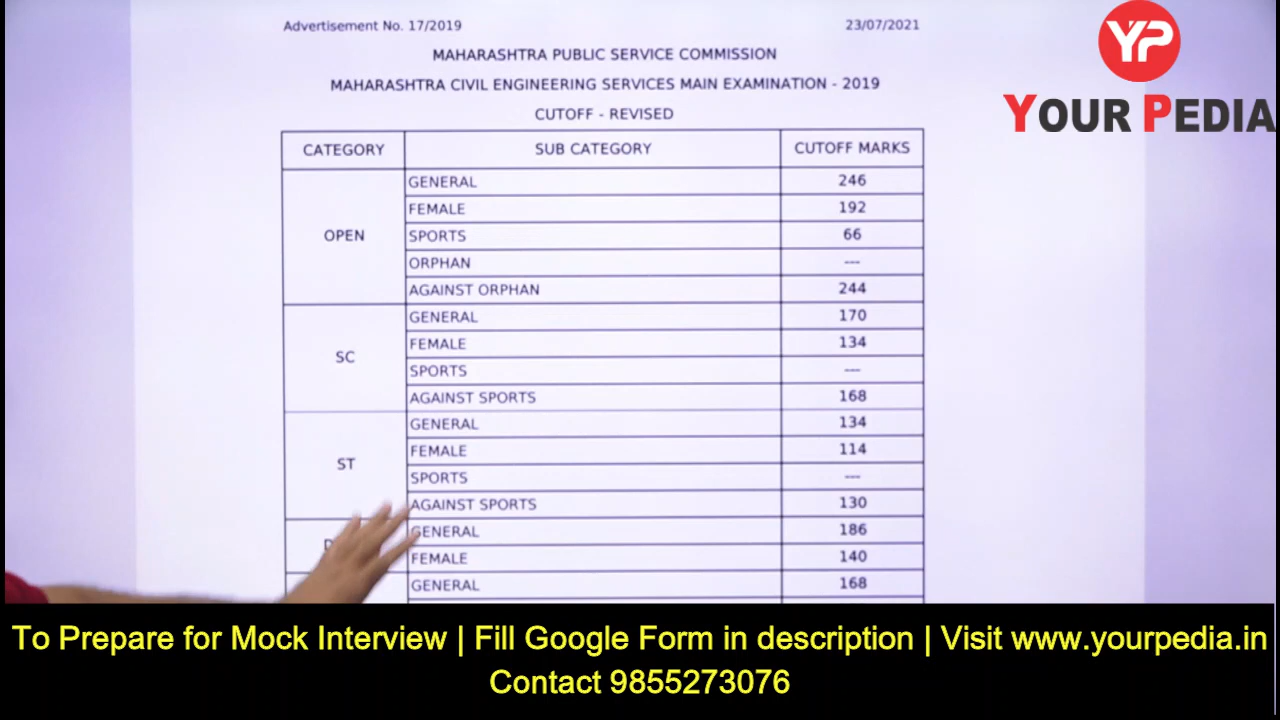 Advertisement No. 17/2019 23/07/2021
MAHARASHTRA PUBLIC SERVICE COMMISSION
MAHARASHTRA CIVIL ENGINEERING SERVICES MAIN EXAMINATION - 2019
CUTOFF - REVISED
YP
YOUR PEDIA
CATEGORY SUB CATEGORY CUTOFF MARKS
GENERAL 246
FEMALE 192
OPEN SPORTS 66
ORPHAN ---
AGAINST ORPHAN 244
GENERAL 170
FEMALE 134
SC
SPORTS ---
AGAINST SPORTS 168
GENERAL 134
FEMALE 114
ST
SPORTS ---
AGAINST SPORTS 130
GENERAL 186
FEMALE 140
GENERAL 168
To Prepare for Mock Interview | Fill Google Form in description | Visit www.yourpedia.in
Contact 9855273076